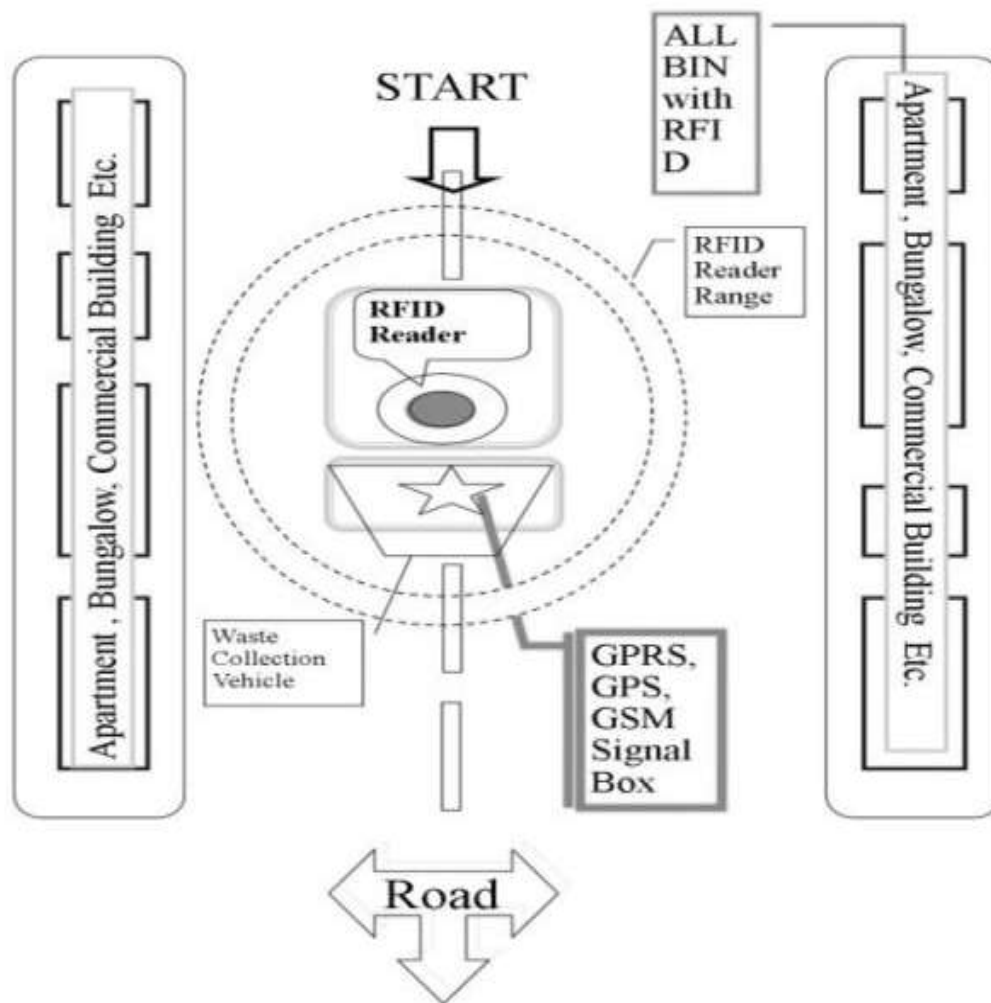 START
ALL
BIN
with
RFI
D
Apartment , Bungalow, Commercial Building  Etc.
Apartment , Bungalow, Commercial Building  Etc.
RFID
Reader
Range
RFID
Reader
Waste
Collection
Vehicle
GPRS,
GPS,
GSM
Signal
Box
Road